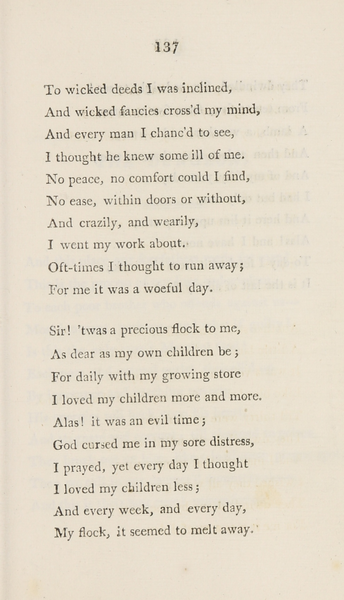 137
To wicked deeds I was inclined,
And wicked fancies cross'd my mind,
And every man I chanc'd to see,
I thought he knew some ill of me.
No peace, no comfort could I find,
No ease, within doors or without,
And crazily, and wearily,
I went my work about.
Oft-times I thought to run away;
For me it was a woeful day.
Sir! 'twas a precious flock to me,
As dear as my own children be;
For daily with my growing store
I loved my children more and more.
Alas! it was an evil time;
God cursed me in my sore distress,
I prayed, yet every day I thought
I loved my children less;
And every week, and every day,
My flock, it seemed to melt away.